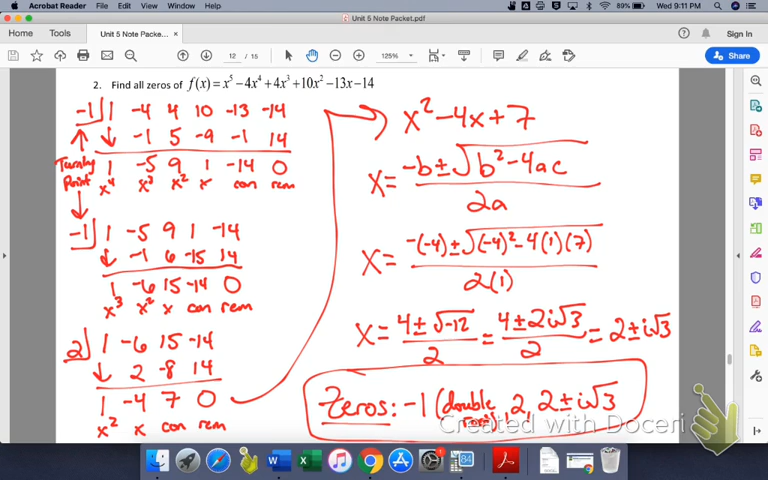 Acrobat Reader File Edit View Window Help 89% Wed 9:11 PM
Unit 5 Note Packet.pdf
Home Tools Unit 5 Note Packe... × Sign In
12 / 15 125% Share
2. Find all zeros of f(x) = x⁵ − 4x⁴ + 4x³ + 10x² − 13x − 14
-1 | 1 -4 4 10 -13 -14
↓ -1 5 -9 -1 14
1 -5 9 1 -14 0
x⁴ x³ x² x con rem
Turning
Point
-1 | 1 -5 9 1 -14
↓ -1 6 -15 14
1 -6 15 -14 0
x³ x² x con rem
2 | 1 -6 15 -14
↓ 2 -8 14
1 -4 7 0
x² x con rem
x² − 4x + 7
x = (-b ± √(b² − 4ac)) / 2a
x = (-(-4) ± √((-4)² − 4(1)(7))) / 2(1)
x = (4 ± √-12) / 2 = (4 ± 2i√3) / 2 = 2 ± i√3
Zeros: -1 (double root), 2, 2 ± i√3
Created with Doceri